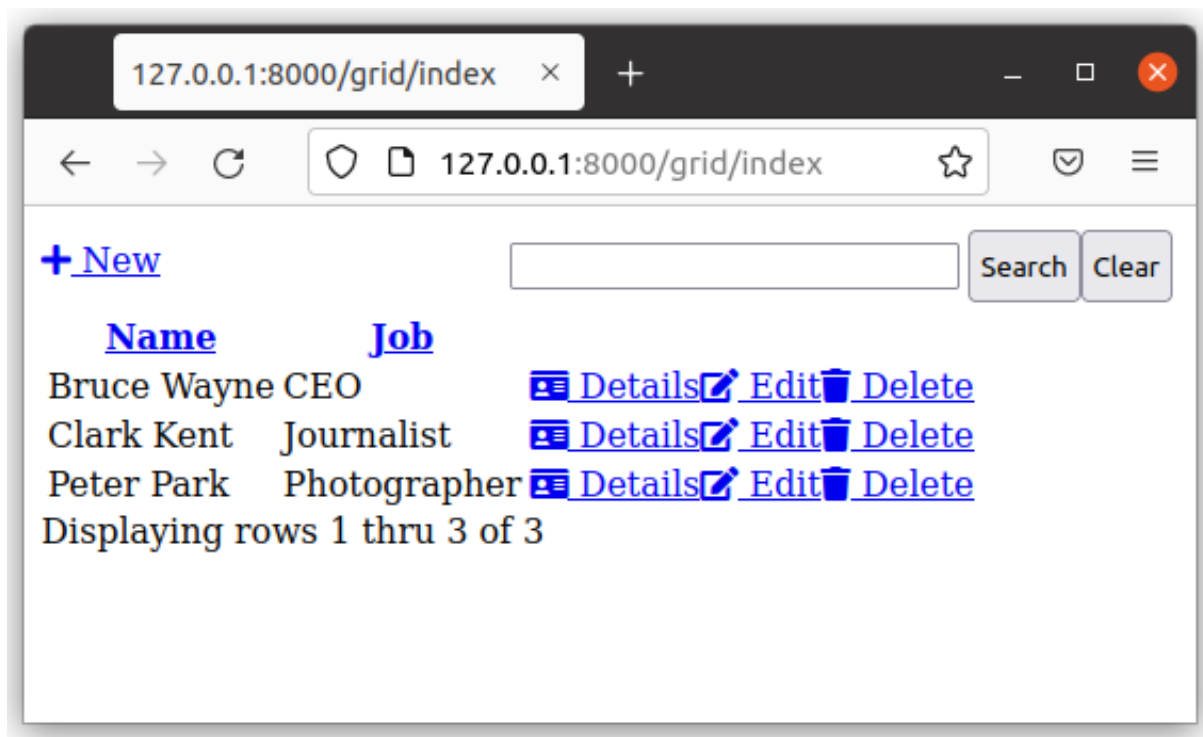 127.0.0.1:8000/grid/index
127.0.0.1:8000/grid/index
New Search Clear
Name Job
Bruce Wayne CEO Details Edit Delete
Clark Kent Journalist Details Edit Delete
Peter Park Photographer Details Edit Delete
Displaying rows 1 thru 3 of 3